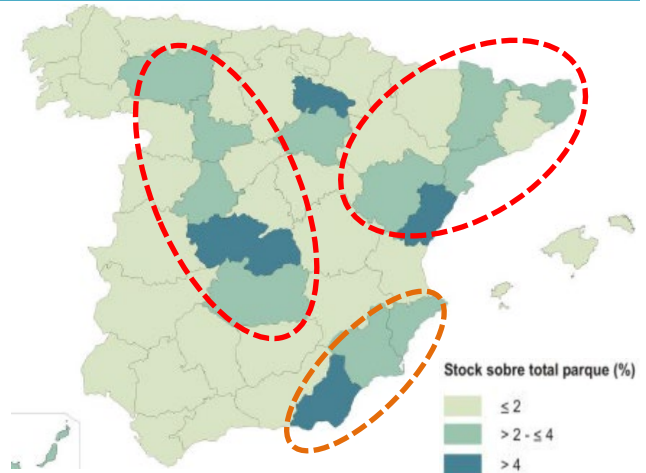 Stock sobre total parque (%)
≤ 2
> 2 - ≤ 4
> 4